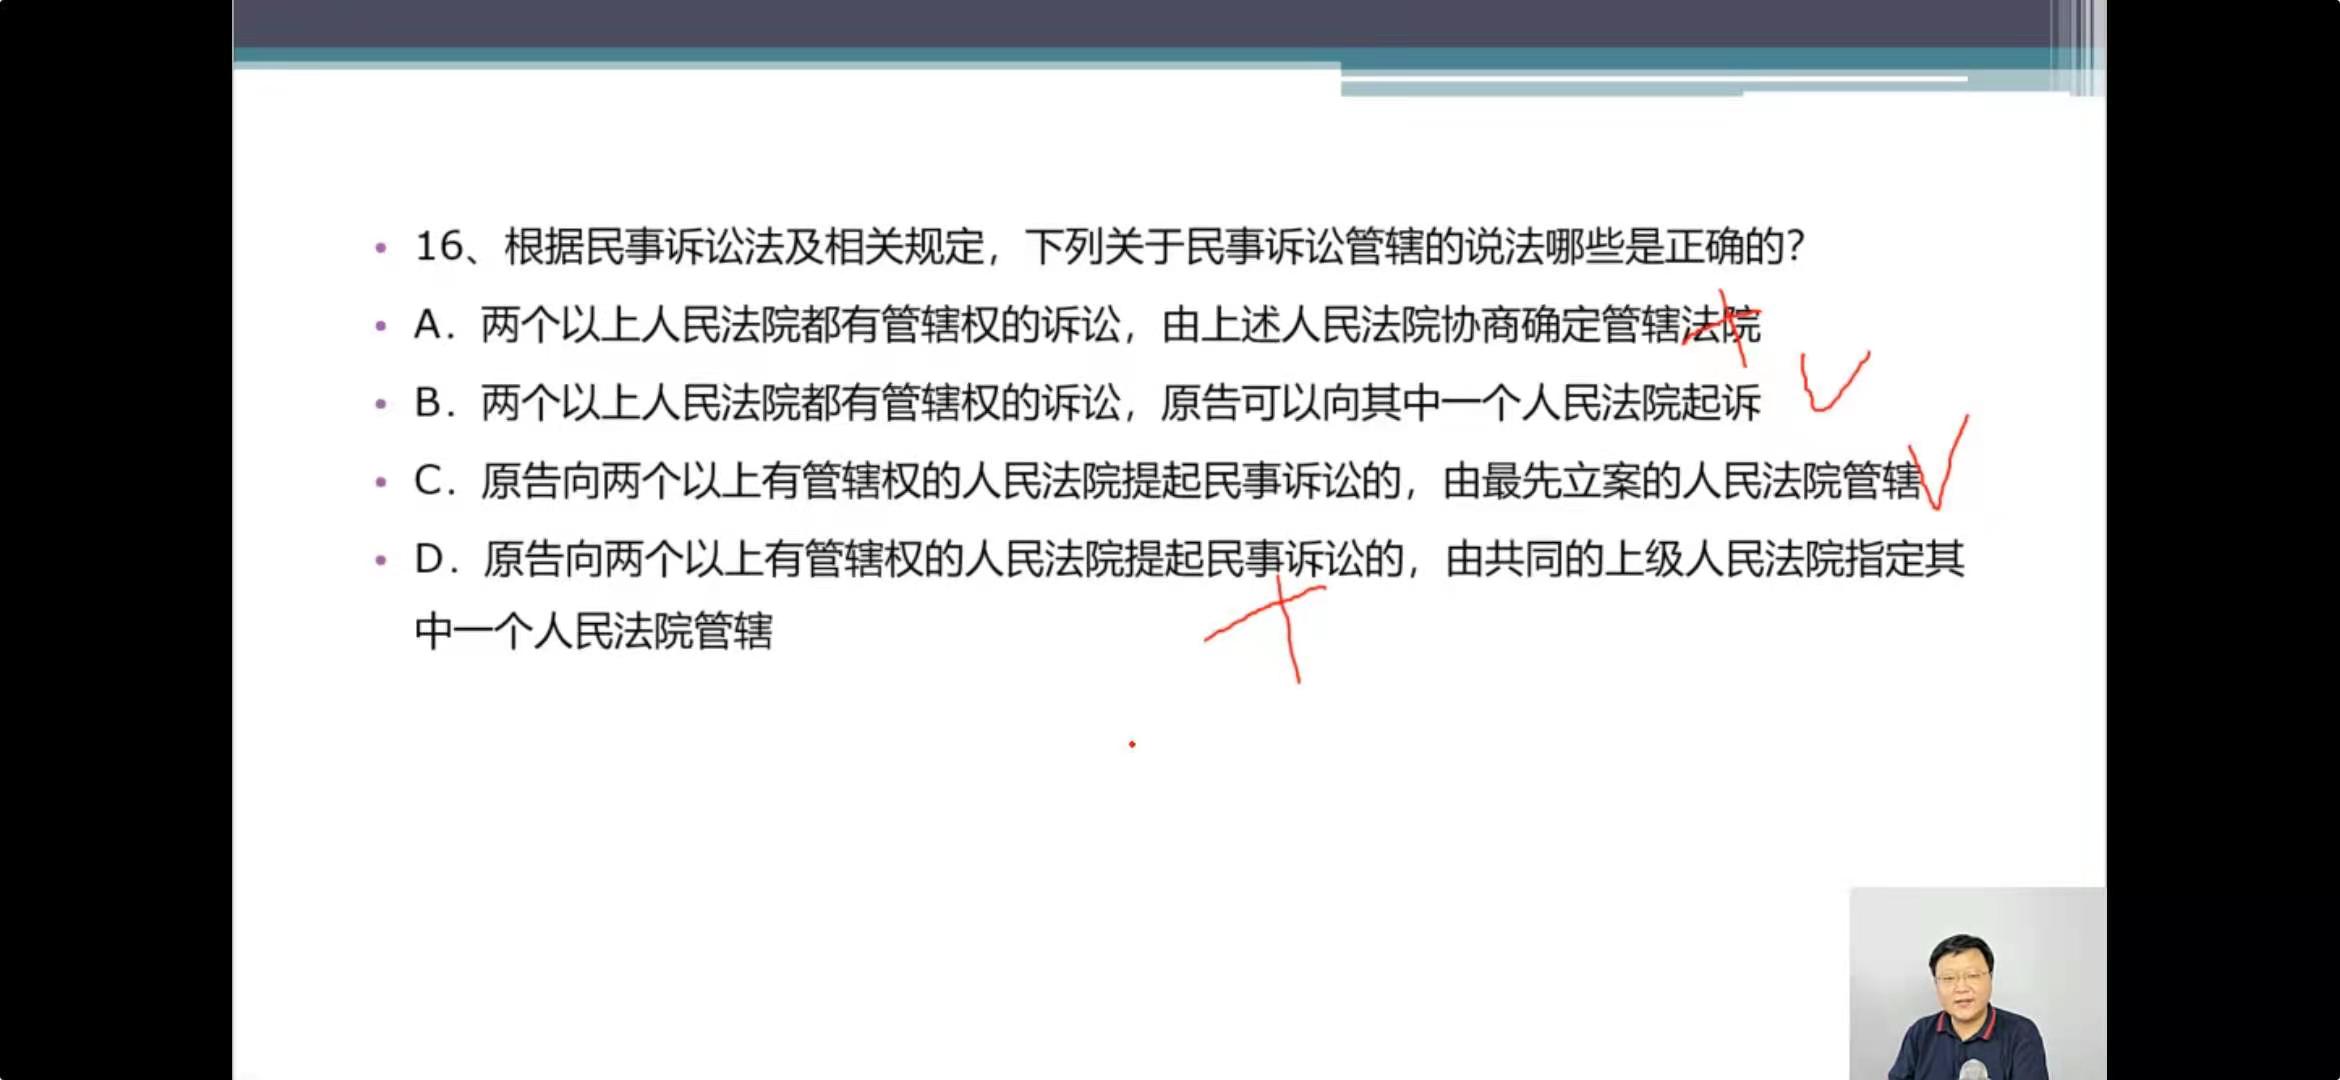 • 16、根据民事诉讼法及相关规定，下列关于民事诉讼管辖的说法哪些是正确的？
• A．两个以上人民法院都有管辖权的诉讼，由上述人民法院协商确定管辖法院
• B．两个以上人民法院都有管辖权的诉讼，原告可以向其中一个人民法院起诉
• C．原告向两个以上有管辖权的人民法院提起民事诉讼的，由最先立案的人民法院管辖
• D．原告向两个以上有管辖权的人民法院提起民事诉讼的，由共同的上级人民法院指定其
中一个人民法院管辖